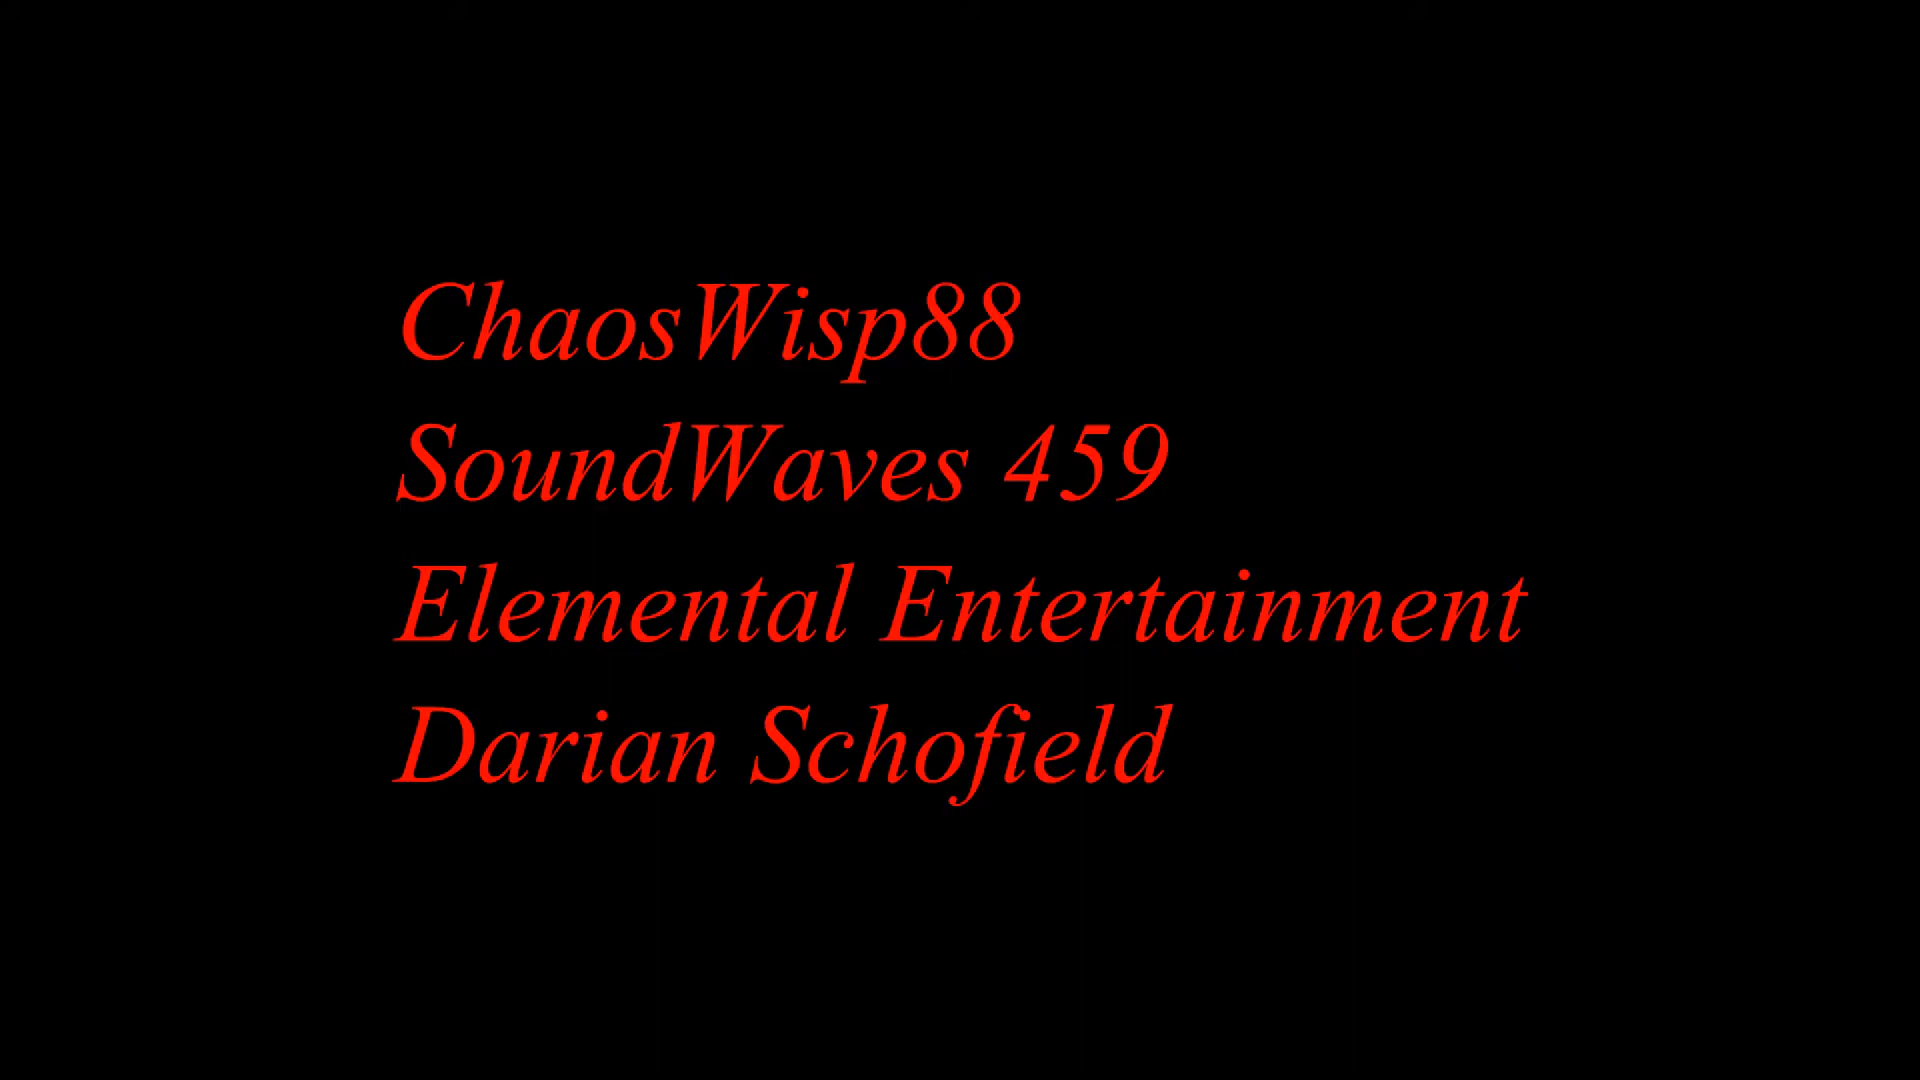 ChaosWisp88
SoundWaves 459
Elemental Entertainment
Darian Schofield